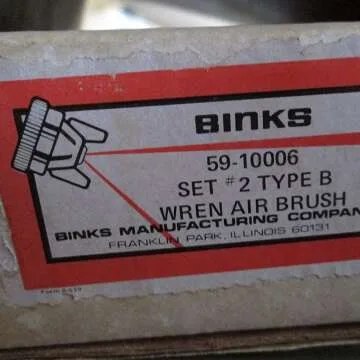 BINKS
59-10006
SET #2 TYPE B
WREN AIR BRUSH
BINKS MANUFACTURING COMPAN
FRANKLIN PARK, ILLINOIS 60131